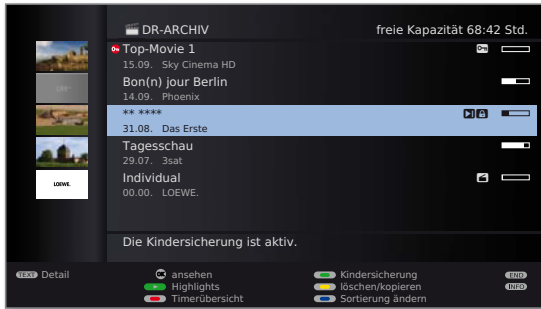 DR-ARCHIV freie Kapazität 68:42 Std.
Top-Movie 1
15.09. Sky Cinema HD
Bon(n) jour Berlin
14.09. Phoenix
** ****
31.08. Das Erste
Tagesschau
29.07. 3sat
Individual
00.00. LOEWE.
LOEWE.
Die Kindersicherung ist aktiv.
TEXT Detail OK ansehen Kindersicherung END
Highlights löschen/kopieren INFO
Timerübersicht Sortierung ändern